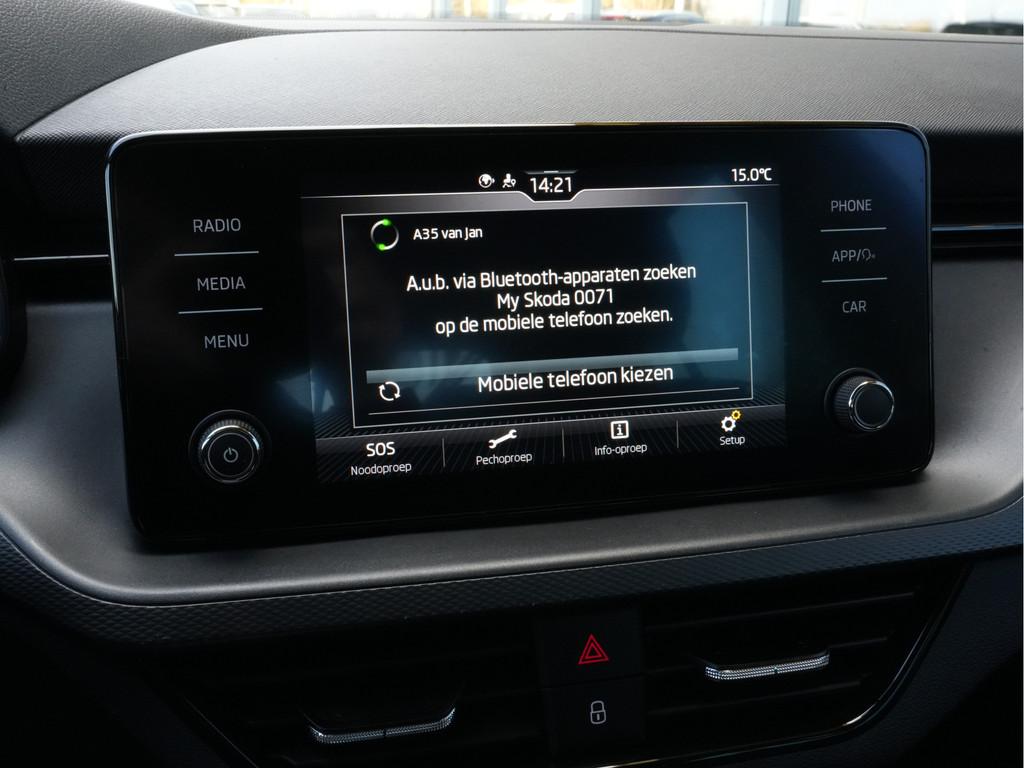 14:21
15.0°C
RADIO
MEDIA
MENU
A35 van Jan
A.u.b. via Bluetooth-apparaten zoeken
My Skoda 0071
op de mobiele telefoon zoeken.
Mobiele telefoon kiezen
SOS
Noodoproep
Pechoproep
i
Info-oproep
Setup
PHONE
APP/
CAR